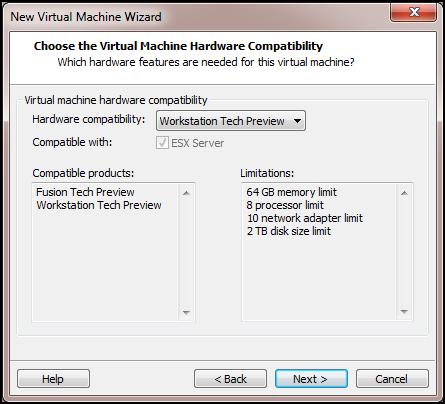 New Virtual Machine Wizard
Choose the Virtual Machine Hardware Compatibility
Which hardware features are needed for this virtual machine?
Virtual machine hardware compatibility
Hardware compatibility: Workstation Tech Preview
Compatible with: ESX Server
Compatible products: Limitations:
Fusion Tech Preview 64 GB memory limit
Workstation Tech Preview 8 processor limit
10 network adapter limit
2 TB disk size limit
Help < Back Next > Cancel